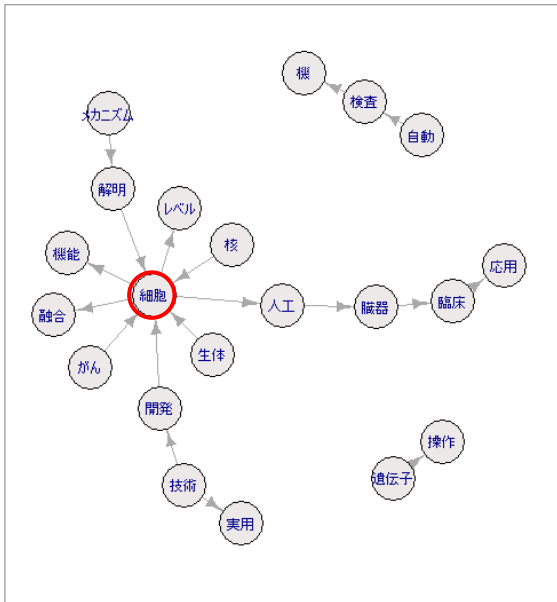 機
検査
自動
メカニズム
解明
レベル
核
機能
細胞
人工
臓器
臨床
応用
融合
がん
生体
開発
技術
実用
操作
遺伝子